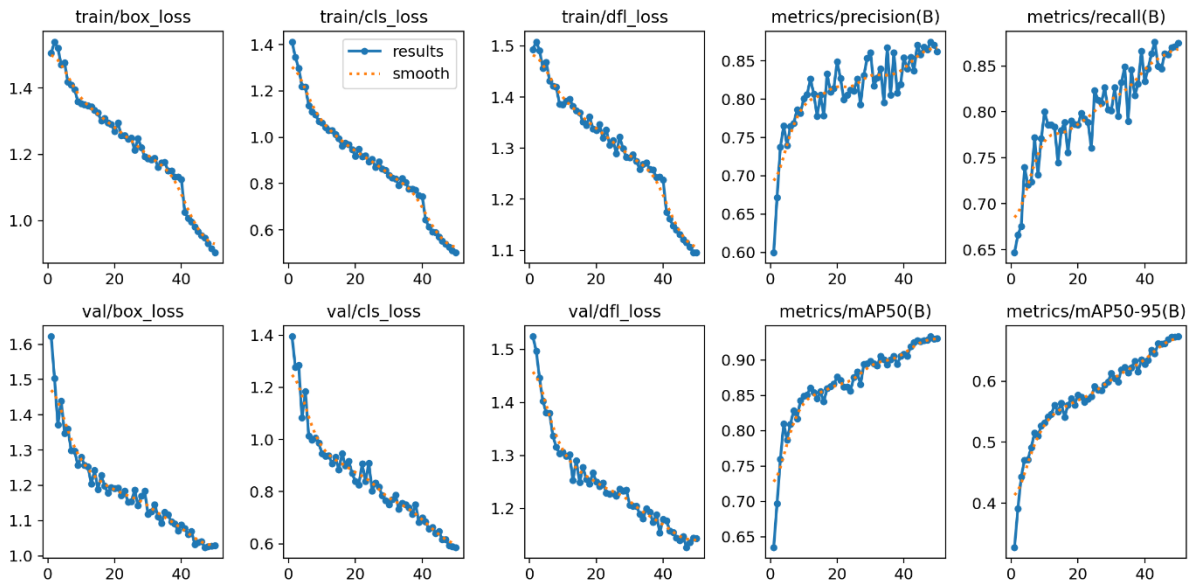 train/box_loss
train/cls_loss
train/dfl_loss
metrics/precision(B)
metrics/recall(B)
results
smooth
1.4
1.2
1.0
0 20 40
1.4
1.2
1.0
0.8
0.6
0 20 40
1.5
1.4
1.3
1.2
1.1
0 20 40
0.85
0.80
0.75
0.70
0.65
0.60
0 20 40
0.85
0.80
0.75
0.70
0.65
0 20 40
val/box_loss
val/cls_loss
val/dfl_loss
metrics/mAP50(B)
metrics/mAP50-95(B)
1.6
1.5
1.4
1.3
1.2
1.1
1.0
0 20 40
1.4
1.2
1.0
0.8
0.6
0 20 40
1.5
1.4
1.3
1.2
0 20 40
0.90
0.85
0.80
0.75
0.70
0.65
0 20 40
0.6
0.5
0.4
0 20 40